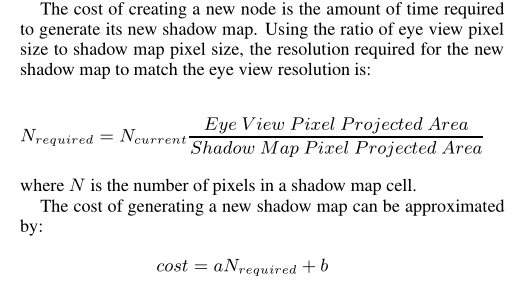 The cost of creating a new node is the amount of time required
to generate its new shadow map. Using the ratio of eye view pixel
size to shadow map pixel size, the resolution required for the new
shadow map to match the eye view resolution is:
N_{required} = N_{current} \frac{Eye View Pixel Projected Area}{Shadow Map Pixel Projected Area}
where N is the number of pixels in a shadow map cell.
The cost of generating a new shadow map can be approximated
by:
cost = aN_{required} + b